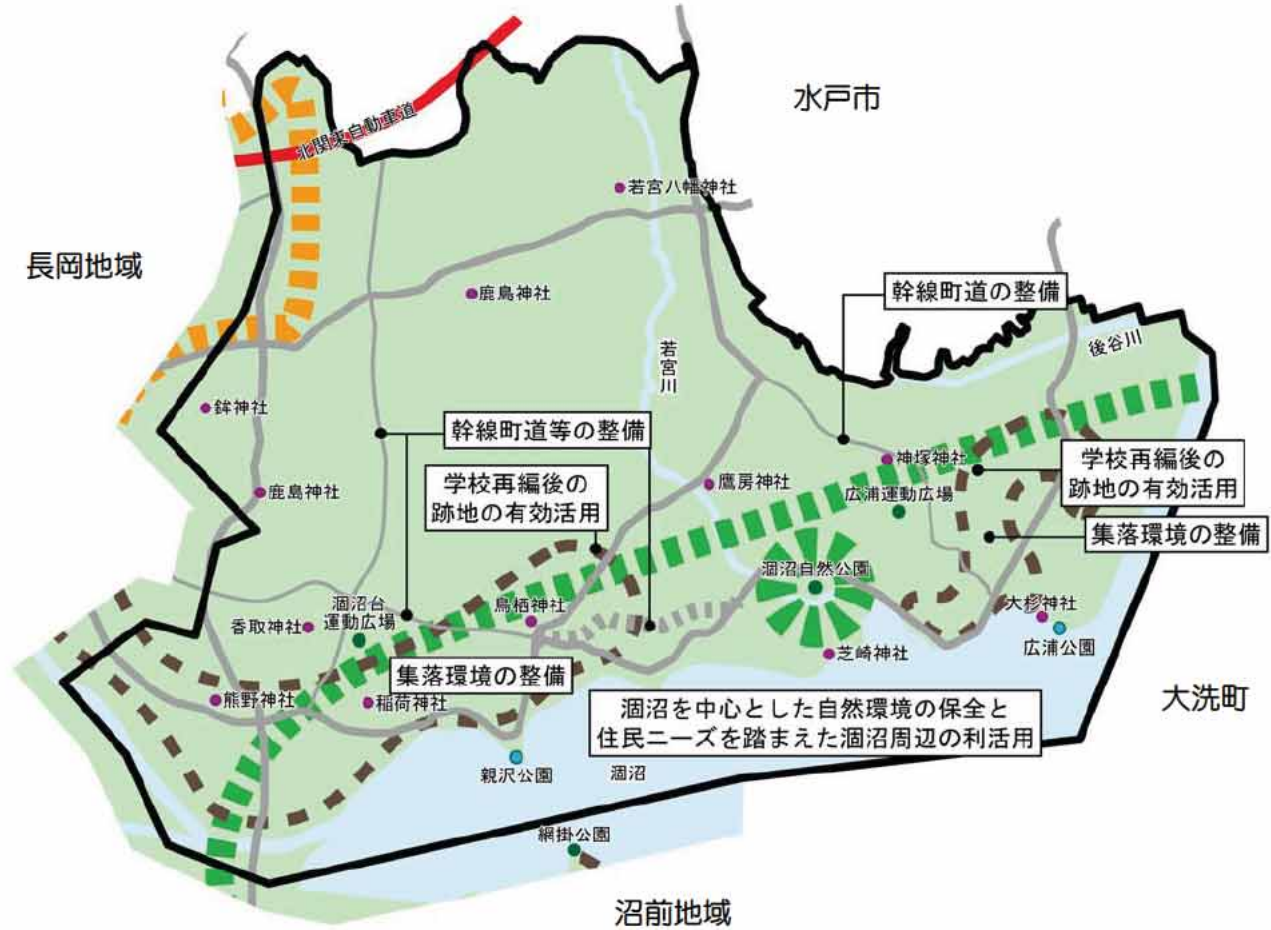 水戸市
北関東自動車道
若宮八幡神社
長岡地域
幹線町道の整備
鹿島神社
後谷川
若宮川
鉾神社
幹線町道等の整備
神塚神社
学校再編後の
跡地の有効活用
学校再編後の
跡地の有効活用
鷹房神社
広浦運動広場
鹿島神社
集落環境の整備
涸沼自然公園
涸沼台
運動広場
鳥栖神社
大杉神社
香取神社
広浦公園
芝崎神社
集落環境の整備
熊野神社
稲荷神社
大洗町
涸沼を中心とした自然環境の保全と
住民ニーズを踏まえた涸沼周辺の利活用
親沢公園
涸沼
網掛公園
沼前地域